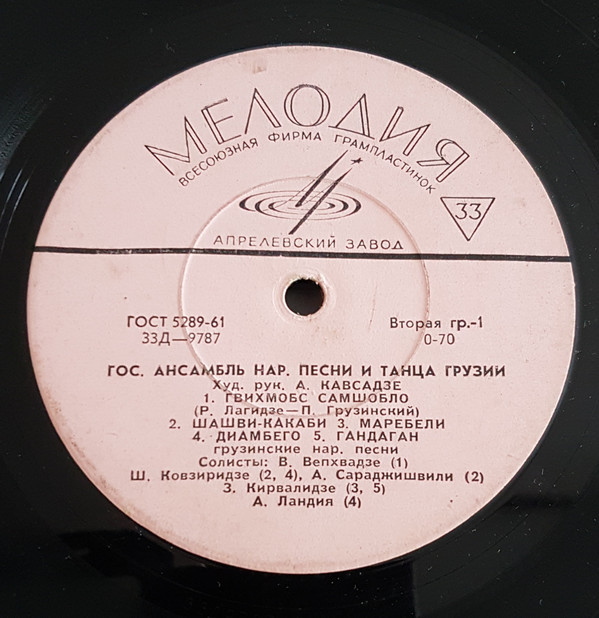 МЕЛОДИЯ
ВСЕСОЮЗНАЯ ФИРМА ГРАМПЛАСТИНОК
33
АПРЕЛЕВСКИЙ ЗАВОД
ГОСТ 5289-61 Вторая гр.-1
33Д—9787 0-70
ГОС. АНСАМБЛЬ НАР. ПЕСНИ И ТАНЦА ГРУЗИИ
Худ. рук. А. КАВСАДЗЕ
1. ГВИХМОБС САМШОБЛО
(Р. Лагидзе—П. Грузинский)
2. ШАШВИ-КАКАБИ 3. МАРЕБЕЛИ
4. ДИАМБЕГО 5. ГАНДАГАН
грузинские нар. песни
Солисты: В. Вепхвадзе (1)
Ш. Ковзиридзе (2, 4), А. Сараджишвили (2)
З. Кирвалидзе (3, 5)
А. Ландия (4)